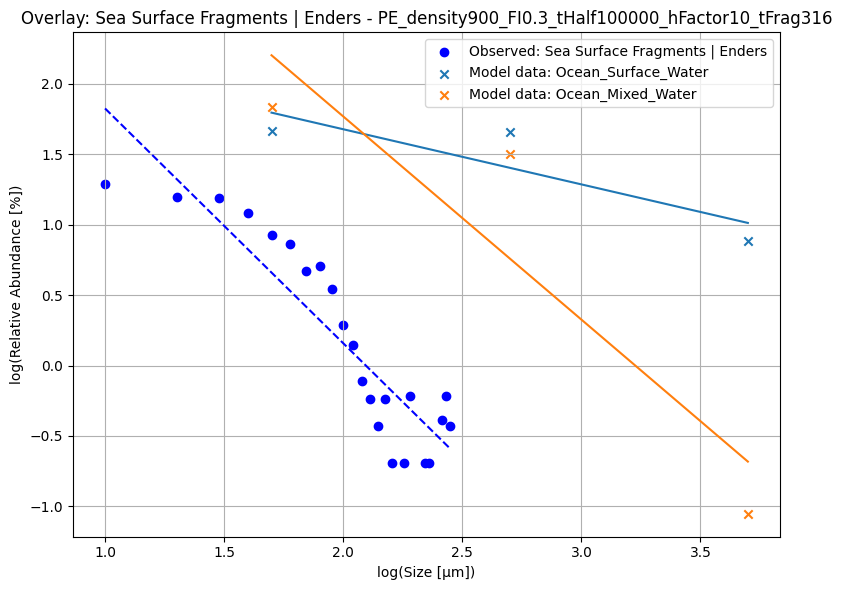 Overlay: Sea Surface Fragments | Enders - PE_density900_FI0.3_tHalf100000_hFactor10_tFrag316
Observed: Sea Surface Fragments | Enders
Model data: Ocean_Surface_Water
Model data: Ocean_Mixed_Water
log(Relative Abundance [%])
2.0
1.5
1.0
0.5
0.0
−0.5
−1.0
1.0 1.5 2.0 2.5 3.0 3.5
log(Size [µm])